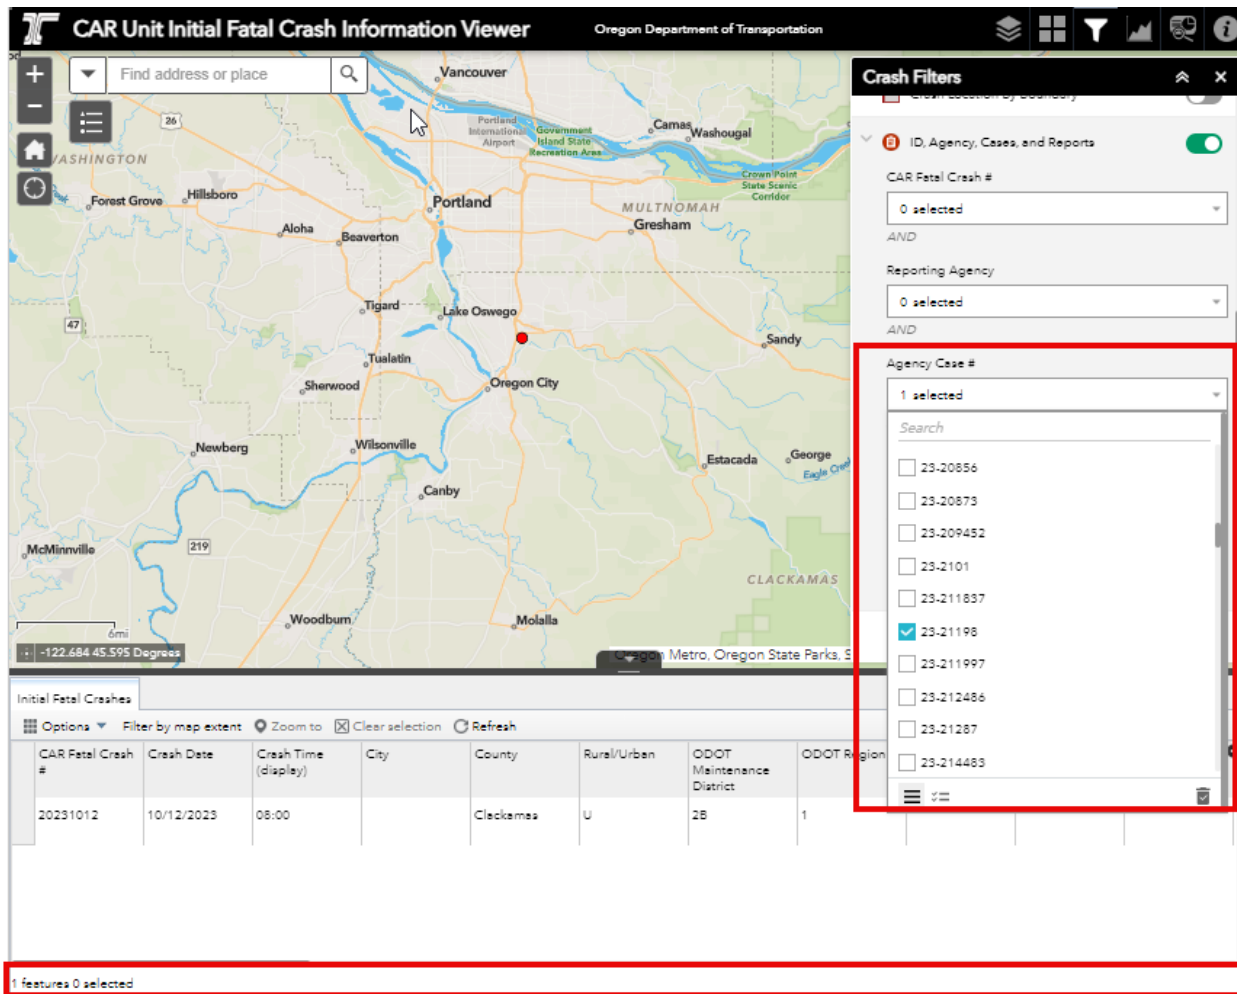 CAR Unit Initial Fatal Crash Information Viewer
Oregon Department of Transportation
Find address or place
Crash Filters
Crash Location by Boundary
ID, Agency, Cases, and Reports
CAR Fatal Crash #
0 selected
AND
Reporting Agency
0 selected
AND
Agency Case #
1 selected
Search
23-20856
23-20873
23-209452
23-2101
23-211837
23-21198
23-211997
23-212486
23-21287
23-214483
Vancouver
Portland
International
Airport
Government
Island State
Recreation Area
Camas
Washougal
26
WASHINGTON
Crown Point
State Scenic
Corridor
Forest Grove
Hillsboro
Portland
MULTNOMAH
Gresham
Aloha
Beaverton
Tigard
Lake Oswego
47
Sandy
Tualatin
Sherwood
Oregon City
Newberg
Wilsonville
Estacada
George
Eagle
Canby
McMinnville
219
CLACKAMAS
Woodburn
Molalla
6mi
-122.684 45.595 Degrees
Oregon Metro, Oregon State Parks, S
Initial Fatal Crashes
Options
Filter by map extent
Zoom to
Clear selection
Refresh
CAR Fatal Crash #
Crash Date
Crash Time (display)
City
County
Rural/Urban
ODOT Maintenance District
ODOT Region
20231012
10/12/2023
08:00
Clackamas
U
2B
1
1 features 0 selected